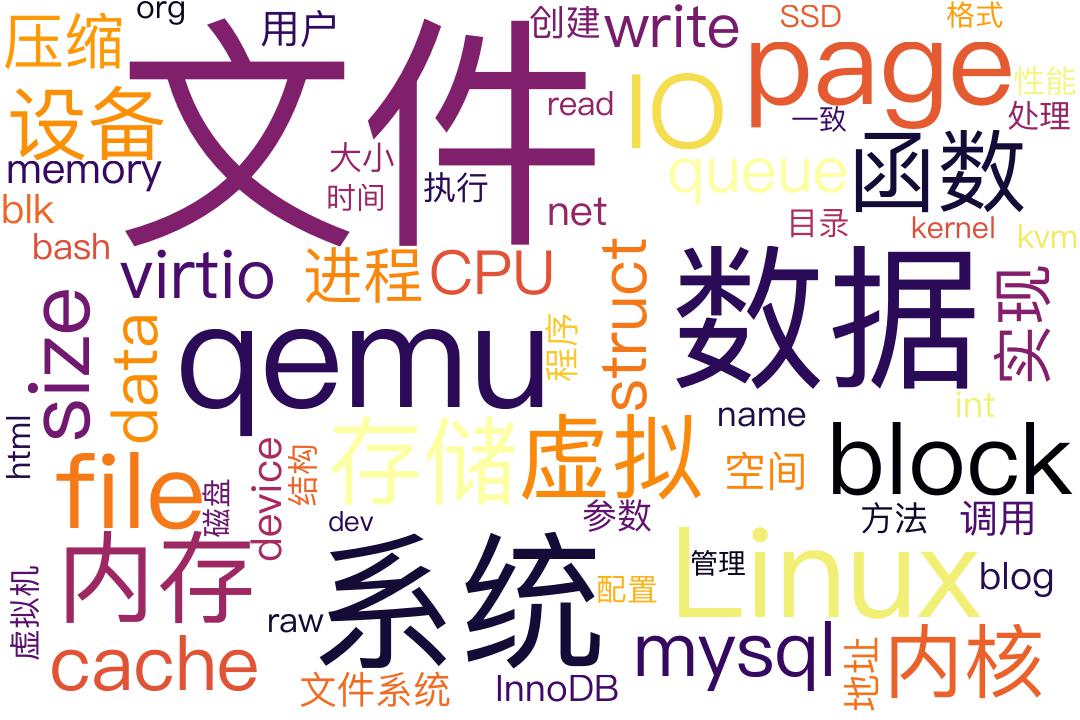 org
用户
创建
write
SSD
格式
压缩
文件
page
IO
性能
设备
read
一致
处理
memory
大小
时间
执行
queue
函数
blk
net
目录
kernel
kvm
bash
virtio
进程
CPU
struct
数据
实现
size
data
qemu
程序
int
name
html
存储
虚拟
空间
block
file
磁盘
device
结构
dev
参数
方法
调用
内存
系统
管理
Linux
配置
blog
虚拟机
raw
mysql
地址
内核
cache
文件系统
InnoDB